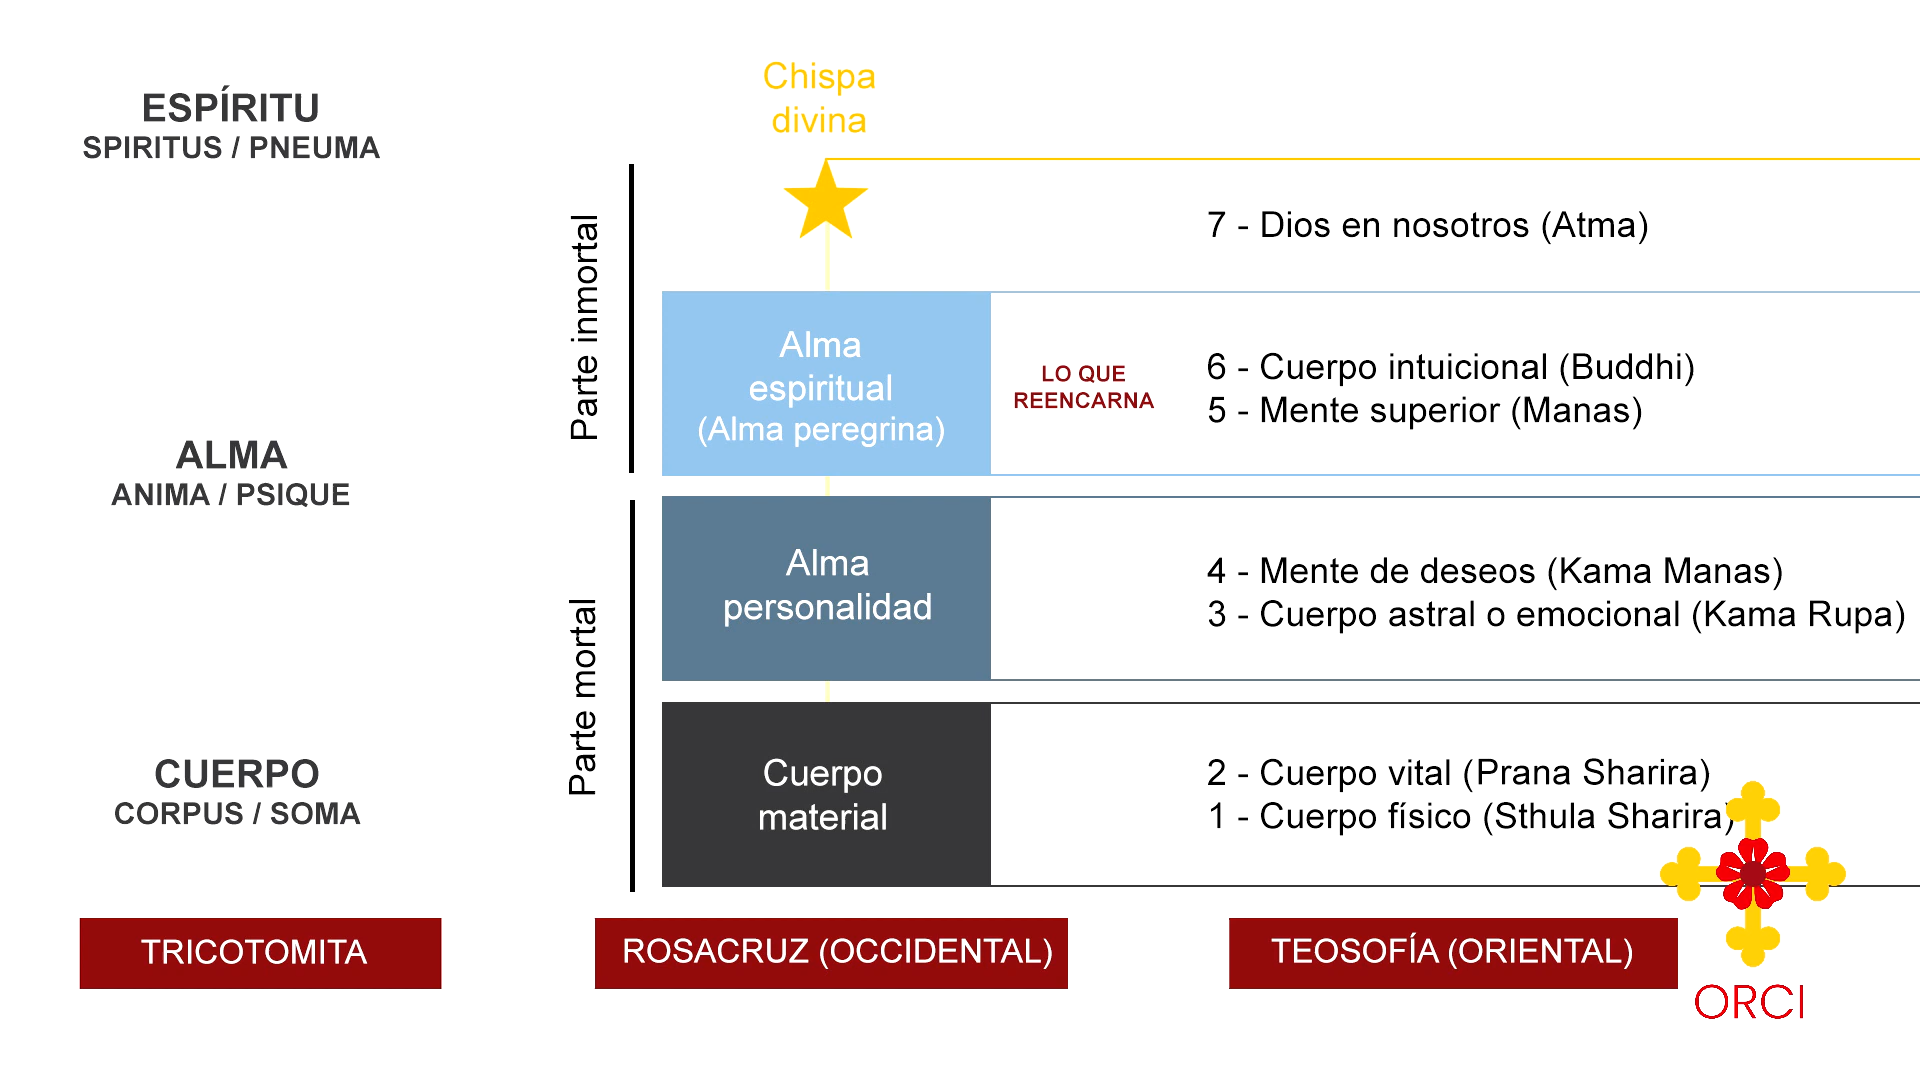 ESPÍRITU
SPIRITUS / PNEUMA
ALMA
ANIMA / PSIQUE
CUERPO
CORPUS / SOMA
TRICOTOMITA
Parte inmortal
Parte mortal
Chispa
divina
Alma
espiritual
(Alma peregrina)
Alma
personalidad
Cuerpo
material
ROSACRUZ (OCCIDENTAL)
LO QUE
REENCARNA
7 - Dios en nosotros (Atma)
6 - Cuerpo intuicional (Buddhi)
5 - Mente superior (Manas)
4 - Mente de deseos (Kama Manas)
3 - Cuerpo astral o emocional (Kama Rupa)
2 - Cuerpo vital (Prana Sharira)
1 - Cuerpo físico (Sthula Sharira)
TEOSOFÍA (ORIENTAL)
ORCI